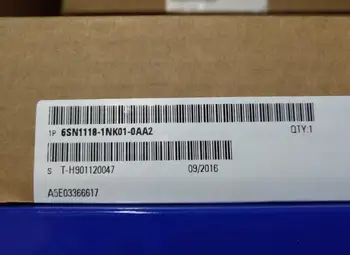 1P 6SN1118-1NK01-0AA2 QTY:1
S T-H901120047 09/2016
A5E03366617